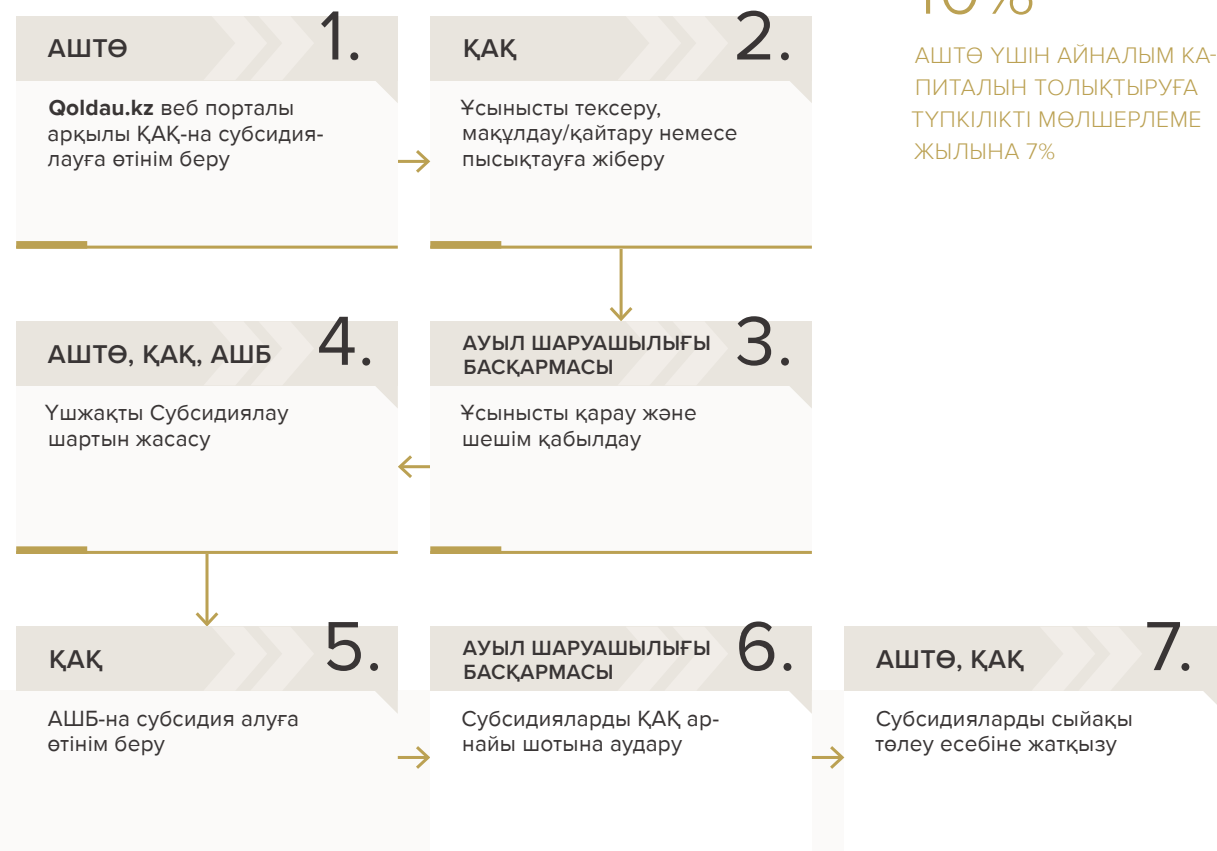 АШТӨ
1.
Qoldau.kz веб порталы
арқылы ҚАҚ-на субсидия-
лауға өтінім беру
ҚАҚ
2.
Ұсынысты тексеру,
мақұлдау/қайтару немесе
пысықтауға жіберу
АШТӨ ҮШІН АЙНАЛЫМ КА-
ПИТАЛЫН ТОЛЫҚТЫРУҒА
ТҮПКІЛІКТІ МӨЛШЕРЛЕМЕ
ЖЫЛЫНА 7%
АУЫЛ ШАРУАШЫЛЫҒЫ
БАСҚАРМАСЫ
3.
Ұсынысты қарау және
шешім қабылдау
АШТӨ, ҚАҚ, АШБ
4.
Үшжақты Субсидиялау
шартын жасасу
ҚАҚ
5.
АШБ-на субсидия алуға
өтінім беру
АУЫЛ ШАРУАШЫЛЫҒЫ
БАСҚАРМАСЫ
6.
Субсидияларды ҚАҚ ар-
найы шотына аудару
АШТӨ, ҚАҚ
7.
Субсидияларды сыйақы
төлеу есебіне жатқызу